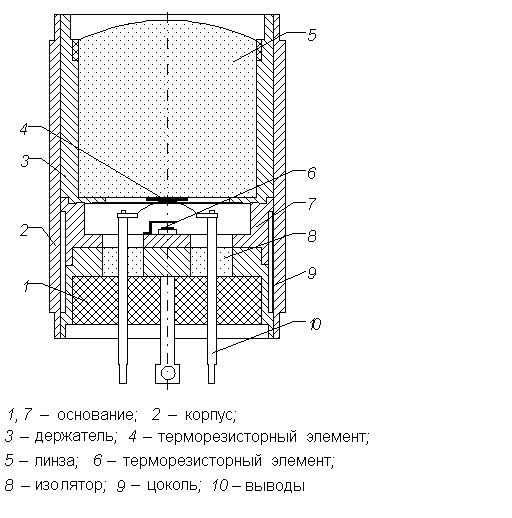 5
4
3
6
7
2
8
1
9
10
1, 7 – основание; 2 – корпус;
3 – держатель; 4 – терморезисторный элемент;
5 – линза; 6 – терморезисторный элемент;
8 – изолятор; 9 – цоколь; 10 – выводы